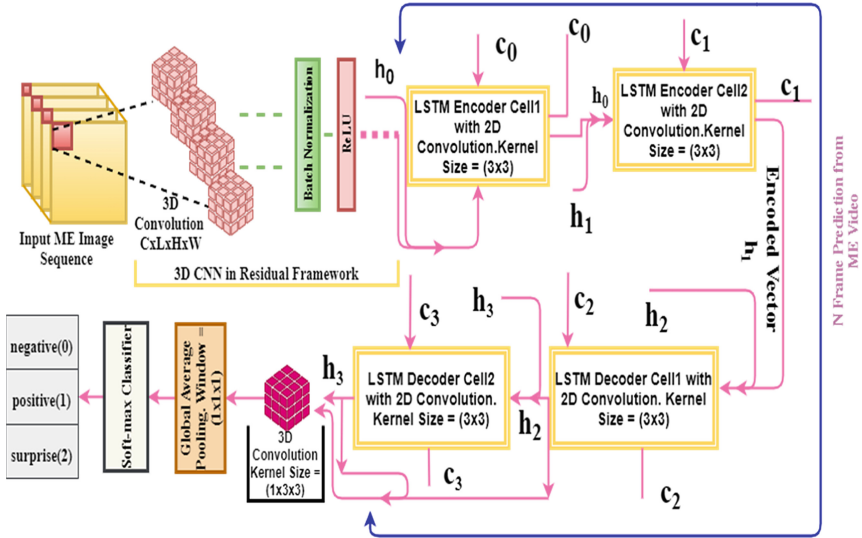 Input ME Image
Sequence
3D
Convolution
CxLxHxW
3D CNN in Residual Framework
Batch Normalization
ReLU
h0
c0
c0
LSTM Encoder Cell1
with 2D
Convolution.Kernel
Size = (3x3)
h0
h1
c1
LSTM Encoder Cell2
with 2D
Convolution.Kernel
Size = (3x3)
c1
Encoded Vector
h1
N Frame Prediction from
ME Video
h2
c2
LSTM Decoder Cell1 with
2D Convolution. Kernel
Size = (3x3)
c2
h2
h3
c3
LSTM Decoder Cell2
with 2D Convolution.
Kernel Size = (3x3)
c3
h3
3D
Convolution
Kernel Size =
(1x3x3)
Global Average
Pooling. Window =
(1x1x1)
Soft-max Classifier
negative(0)
positive(1)
surprise(2)